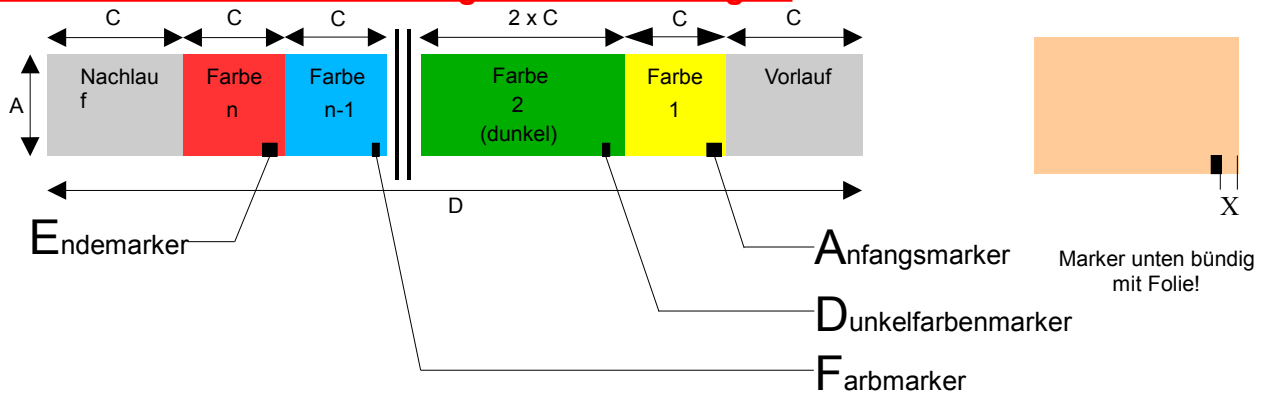 C C C 2 x C C C
Nachlau
f
Farbe
n
Farbe
n-1
Farbe
2
(dunkel)
Farbe
1
Vorlauf
A
D
X
Endemarker
Anfangsmarker
Dunkelfarbenmarker
Farbmarker
Marker unten bündig
mit Folie!